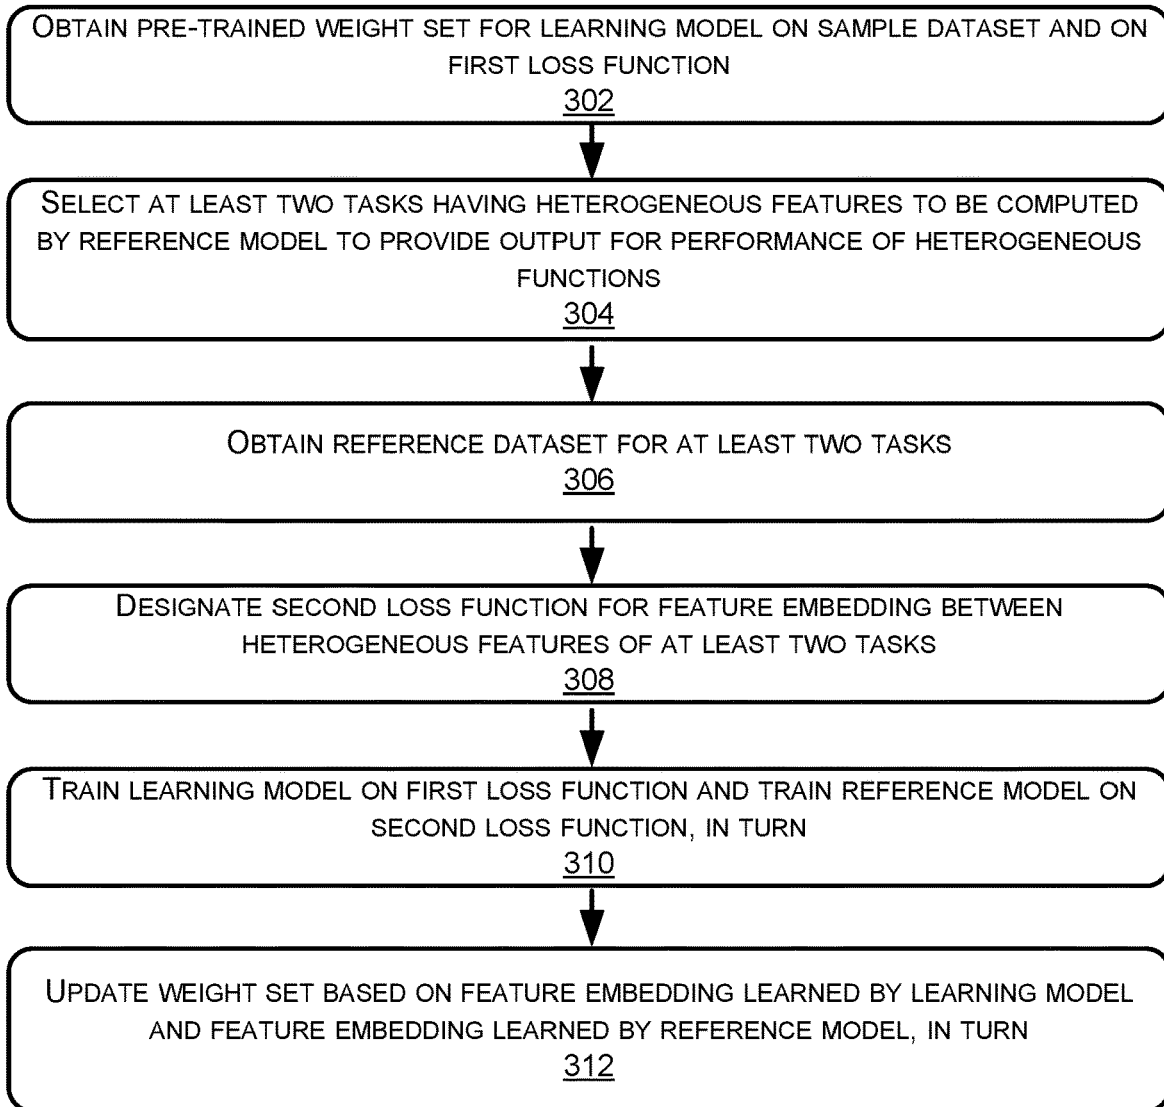 OBTAIN PRE-TRAINED WEIGHT SET FOR LEARNING MODEL ON SAMPLE DATASET AND ON
FIRST LOSS FUNCTION
302
SELECT AT LEAST TWO TASKS HAVING HETEROGENEOUS FEATURES TO BE COMPUTED
BY REFERENCE MODEL TO PROVIDE OUTPUT FOR PERFORMANCE OF HETEROGENEOUS
FUNCTIONS
304
OBTAIN REFERENCE DATASET FOR AT LEAST TWO TASKS
306
DESIGNATE SECOND LOSS FUNCTION FOR FEATURE EMBEDDING BETWEEN
HETEROGENEOUS FEATURES OF AT LEAST TWO TASKS
308
TRAIN LEARNING MODEL ON FIRST LOSS FUNCTION AND TRAIN REFERENCE MODEL ON
SECOND LOSS FUNCTION, IN TURN
310
UPDATE WEIGHT SET BASED ON FEATURE EMBEDDING LEARNED BY LEARNING MODEL
AND FEATURE EMBEDDING LEARNED BY REFERENCE MODEL, IN TURN
312